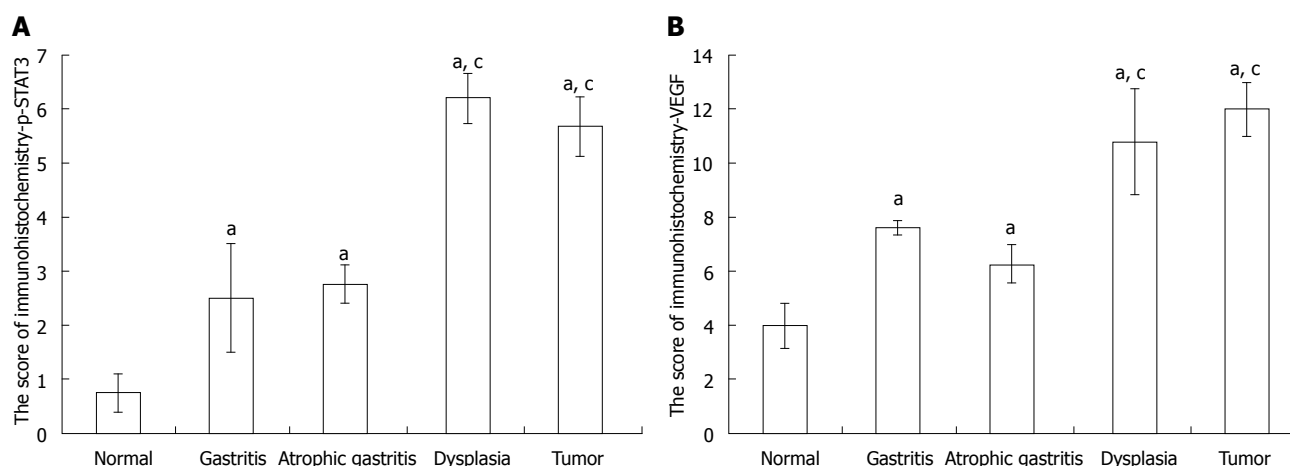 A
The score of immunohistochemistry-p-STAT3
7
6
5
4
3
2
1
0
a
a
a, c
a, c
Normal
Gastritis
Atrophic gastritis
Dysplasia
Tumor
B
The score of immunohistochemistry-VEGF
14
12
10
8
6
4
2
0
a
a
a, c
a, c
Normal
Gastritis
Atrophic gastritis
Dysplasia
Tumor